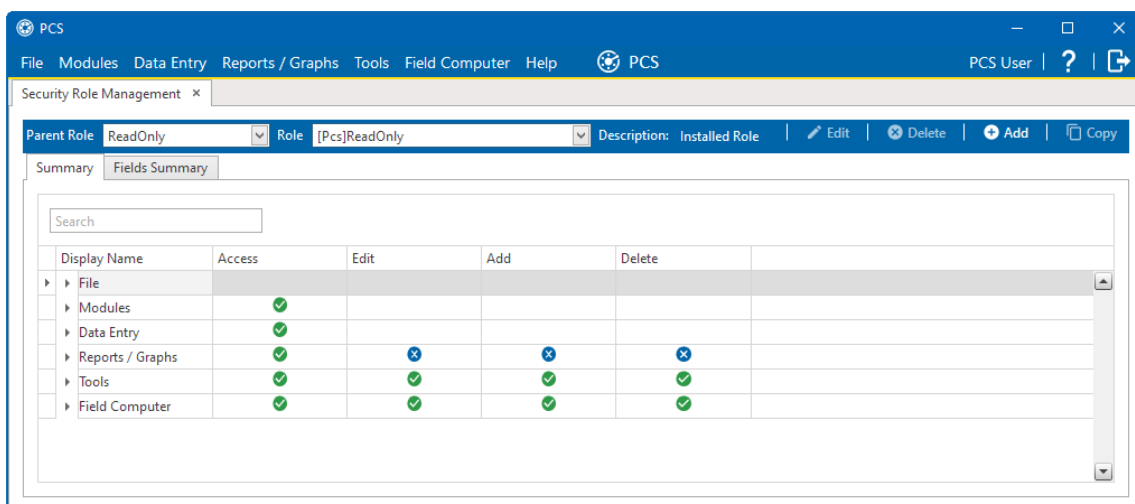 PCS
File Modules Data Entry Reports / Graphs Tools Field Computer Help PCS PCS User | ? |
Security Role Management ×
Parent Role ReadOnly Role [Pcs]ReadOnly Description: Installed Role | Edit | Delete | Add | Copy
Summary Fields Summary
Search
Display Name Access Edit Add Delete
File
Modules
Data Entry
Reports / Graphs
Tools
Field Computer